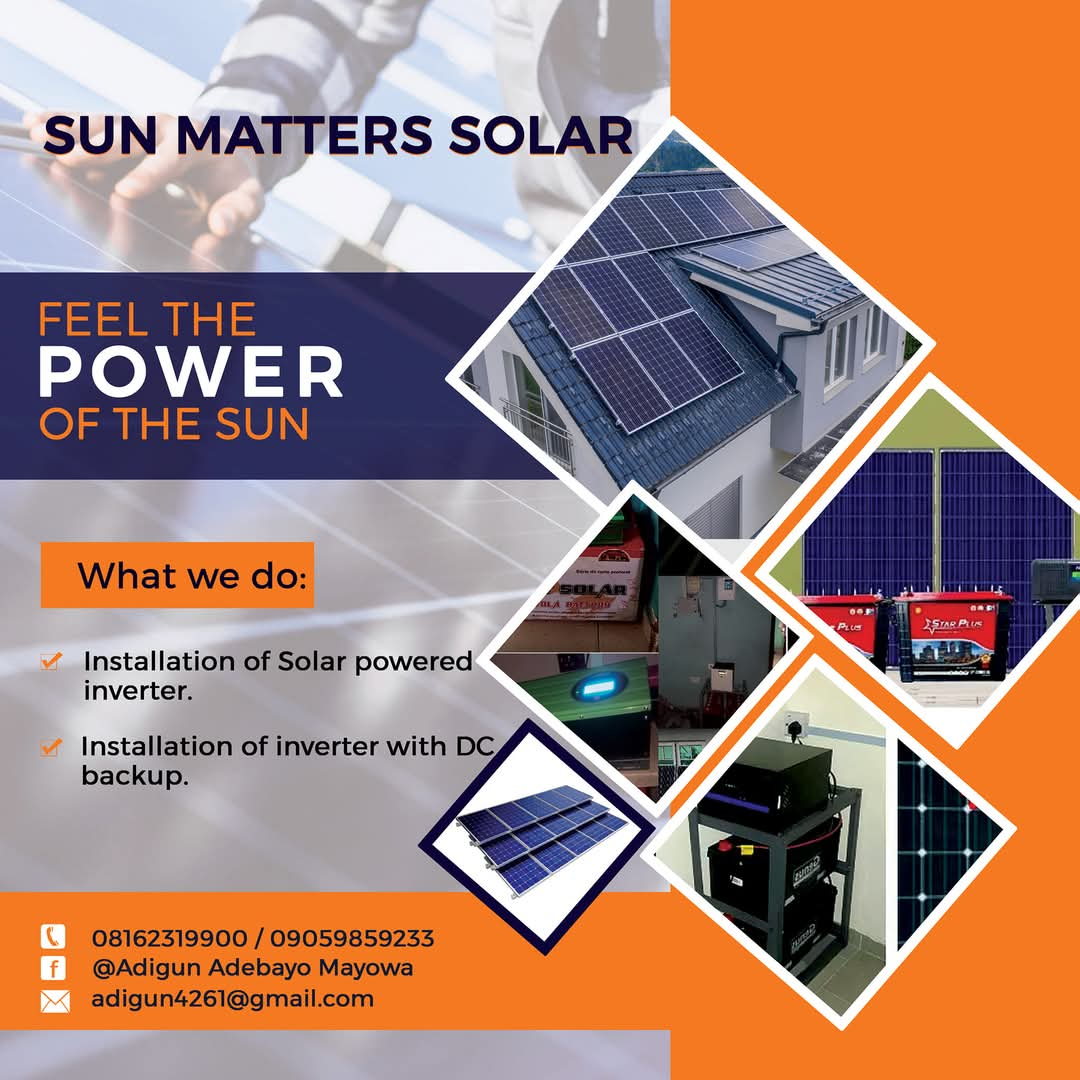 SUN MATTERS SOLAR
FEEL THE
POWER
OF THE SUN
What we do:
Installation of Solar powered
inverter.
Installation of inverter with DC
backup.
SOLAR
STAR PLUS
R PLUS
08162319900 / 09059859233
@Adigun Adebayo Mayowa
adigun4261@gmail.com